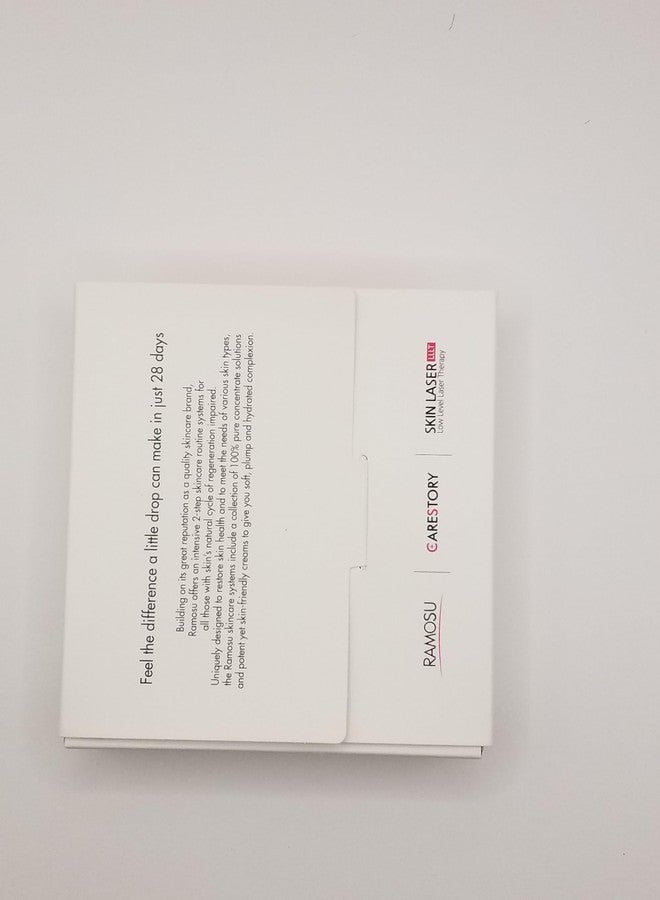 Feel the difference a little drop can make in just 28 days
Building on its great reputation as a quality skincare brand,
Ramosu offers an intensive 2-step skincare routine systems for
all those with skin's natural cycle of regeneration impaired.
Uniquely designed to restore skin health and to meet the needs of various skin types,
the Ramosu skincare systems include a collection of 100% pure concentrate solutions
and potent yet skin-friendly creams to give you soft, plump and hydrated complexion.
RAMOSU
CARESTORY
SKIN LASER LLLT
Low Level Laser Therapy